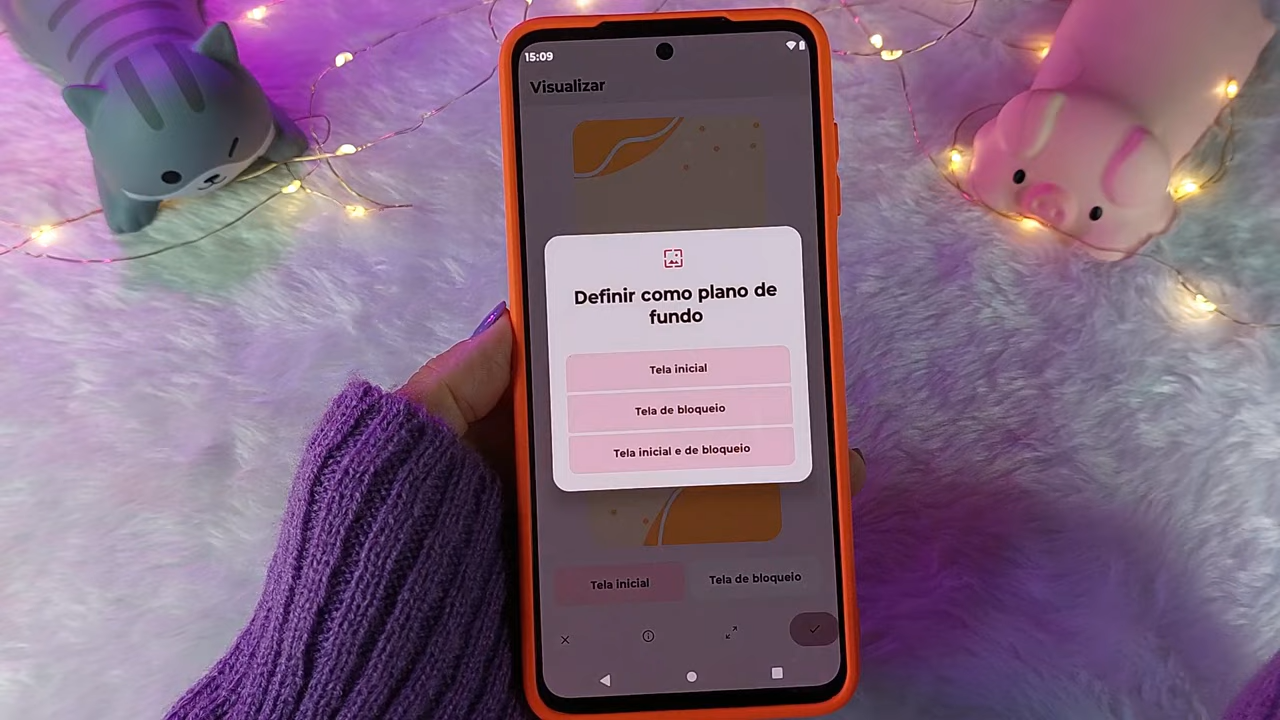 15:09
Visualizar
Definir como plano de
fundo
Tela inicial
Tela de bloqueio
Tela inicial e de bloqueio
Tela inicial
Tela de bloqueio